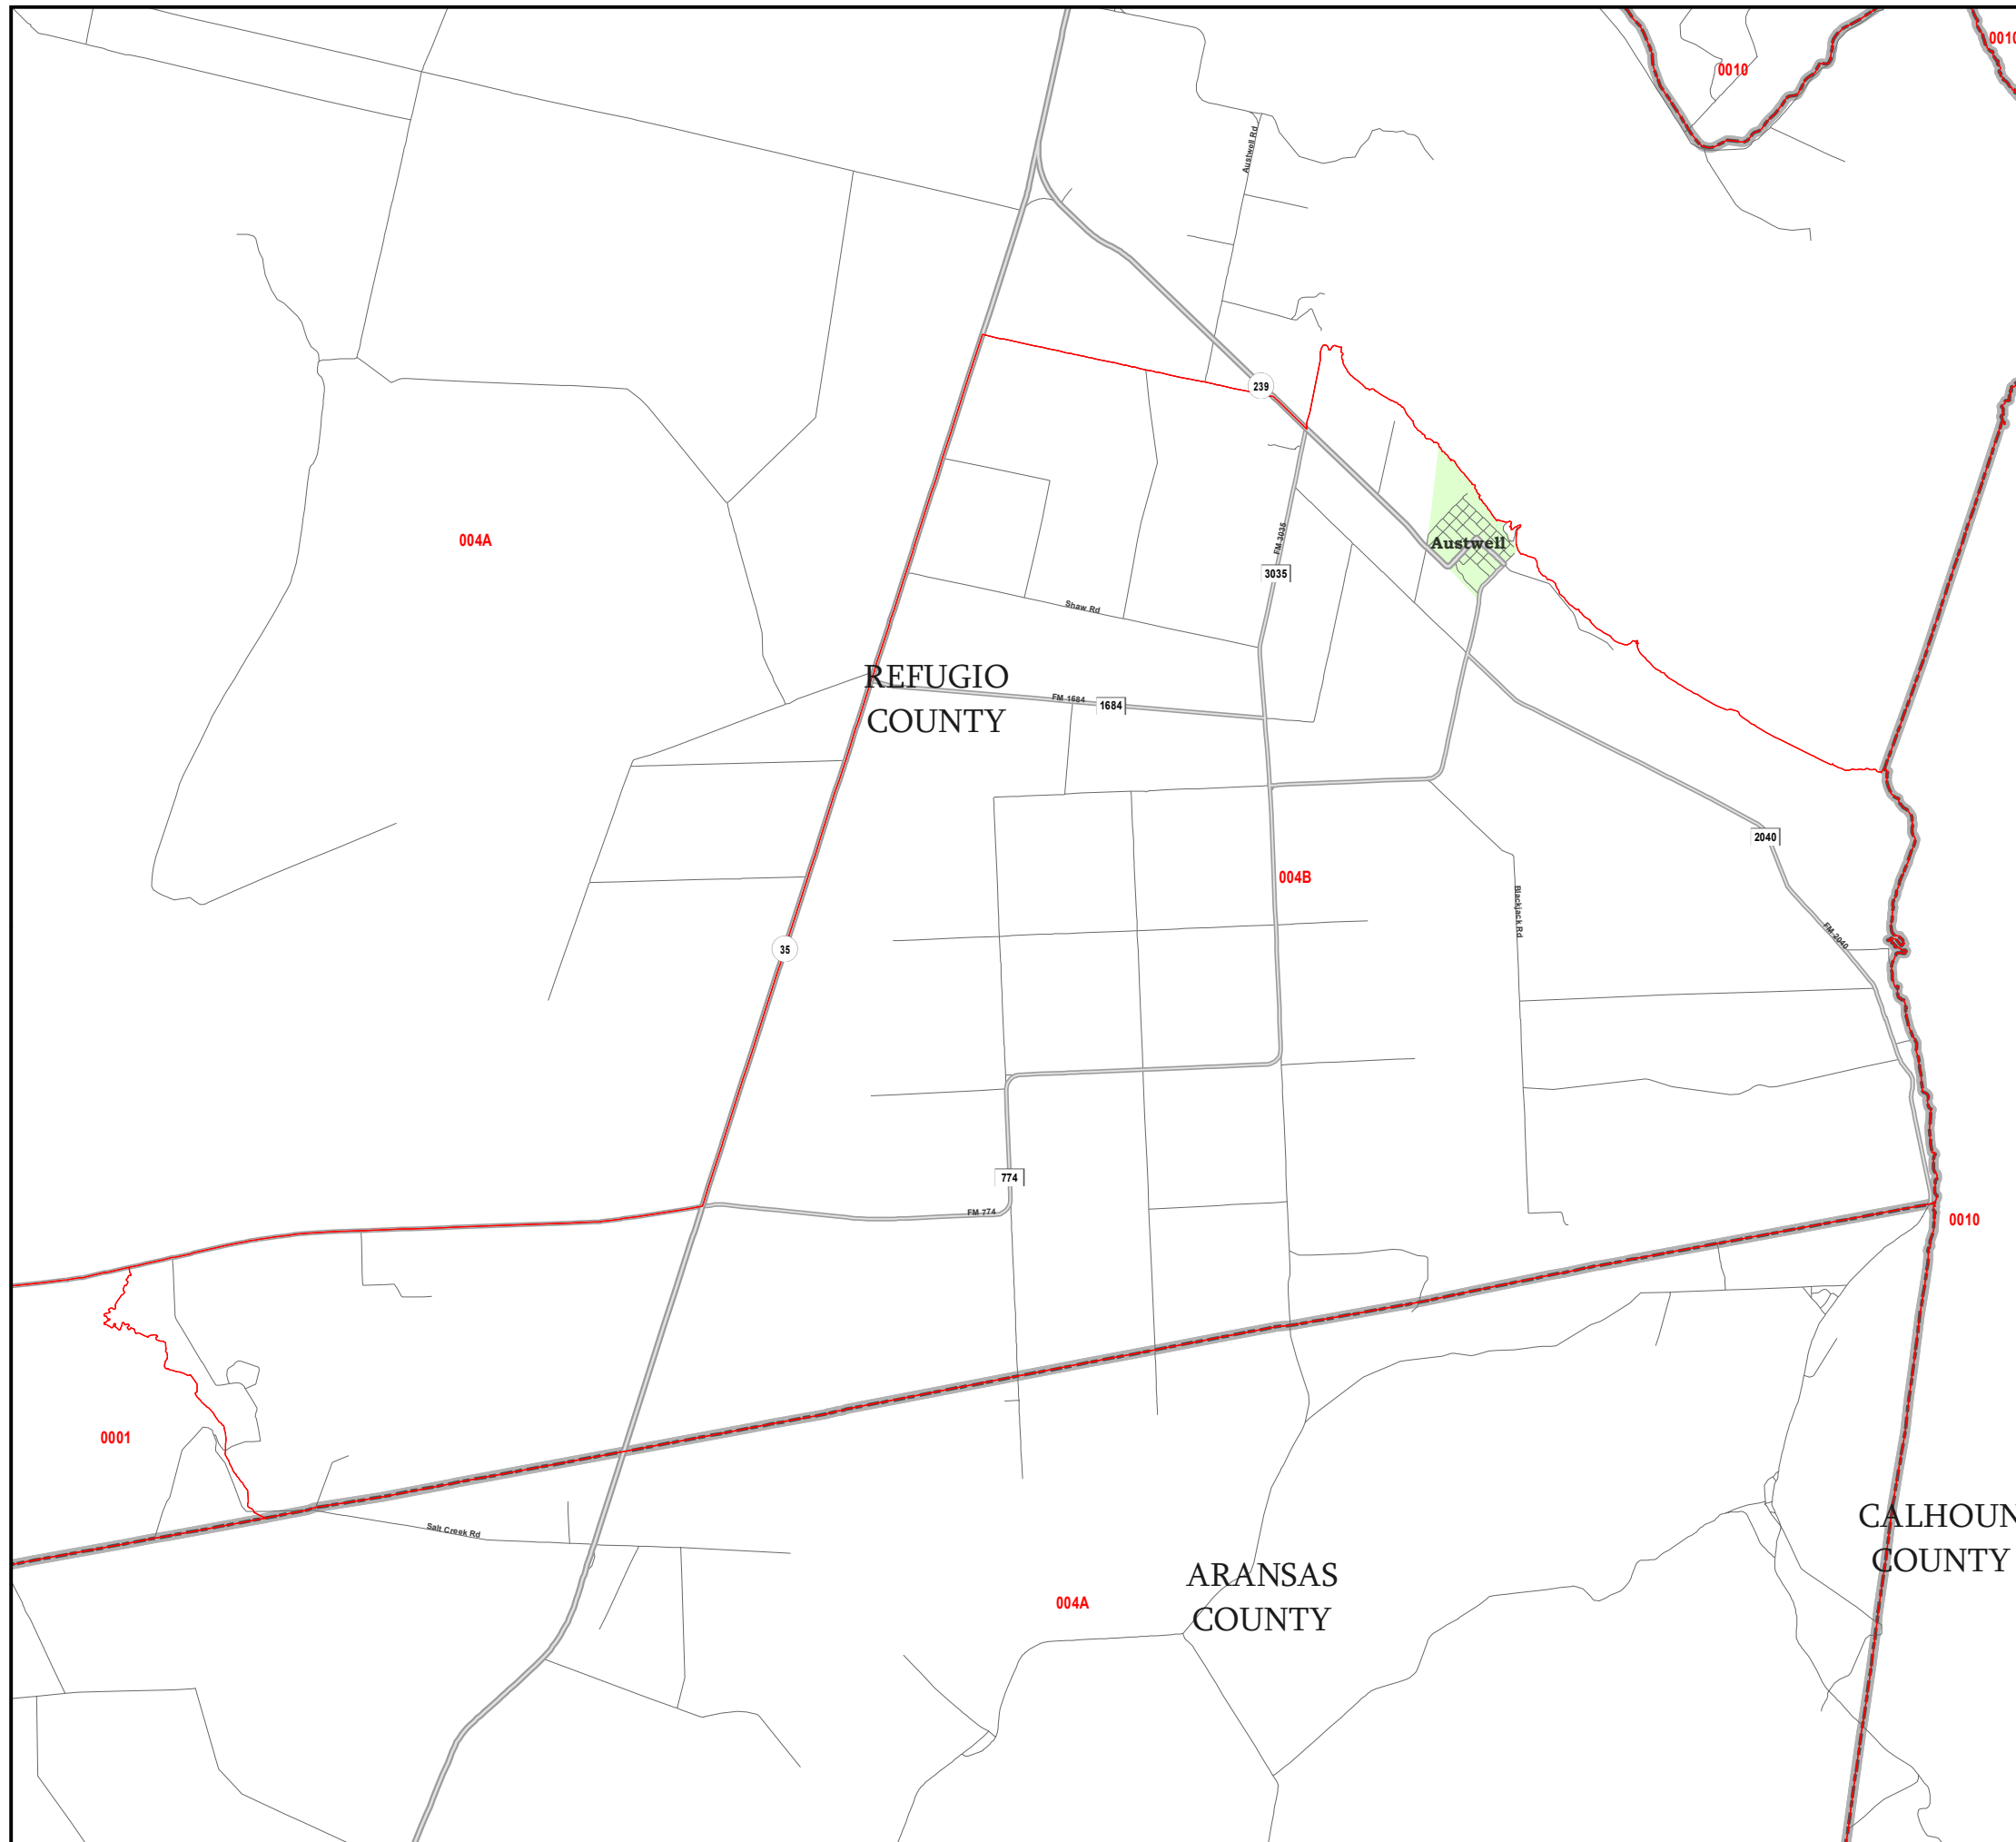 0010
0010
Austwell Rd
239
004A
Austwell
FM 3035
3035
Shaw Rd
REFUGIO
COUNTY
FM 1684
1684
2040
004B
Blackjack Rd
FM 2040
35
774
FM 774
0010
0001
Salt Creek Rd
CALHOUN
COUNTY
ARANSAS
COUNTY
004A